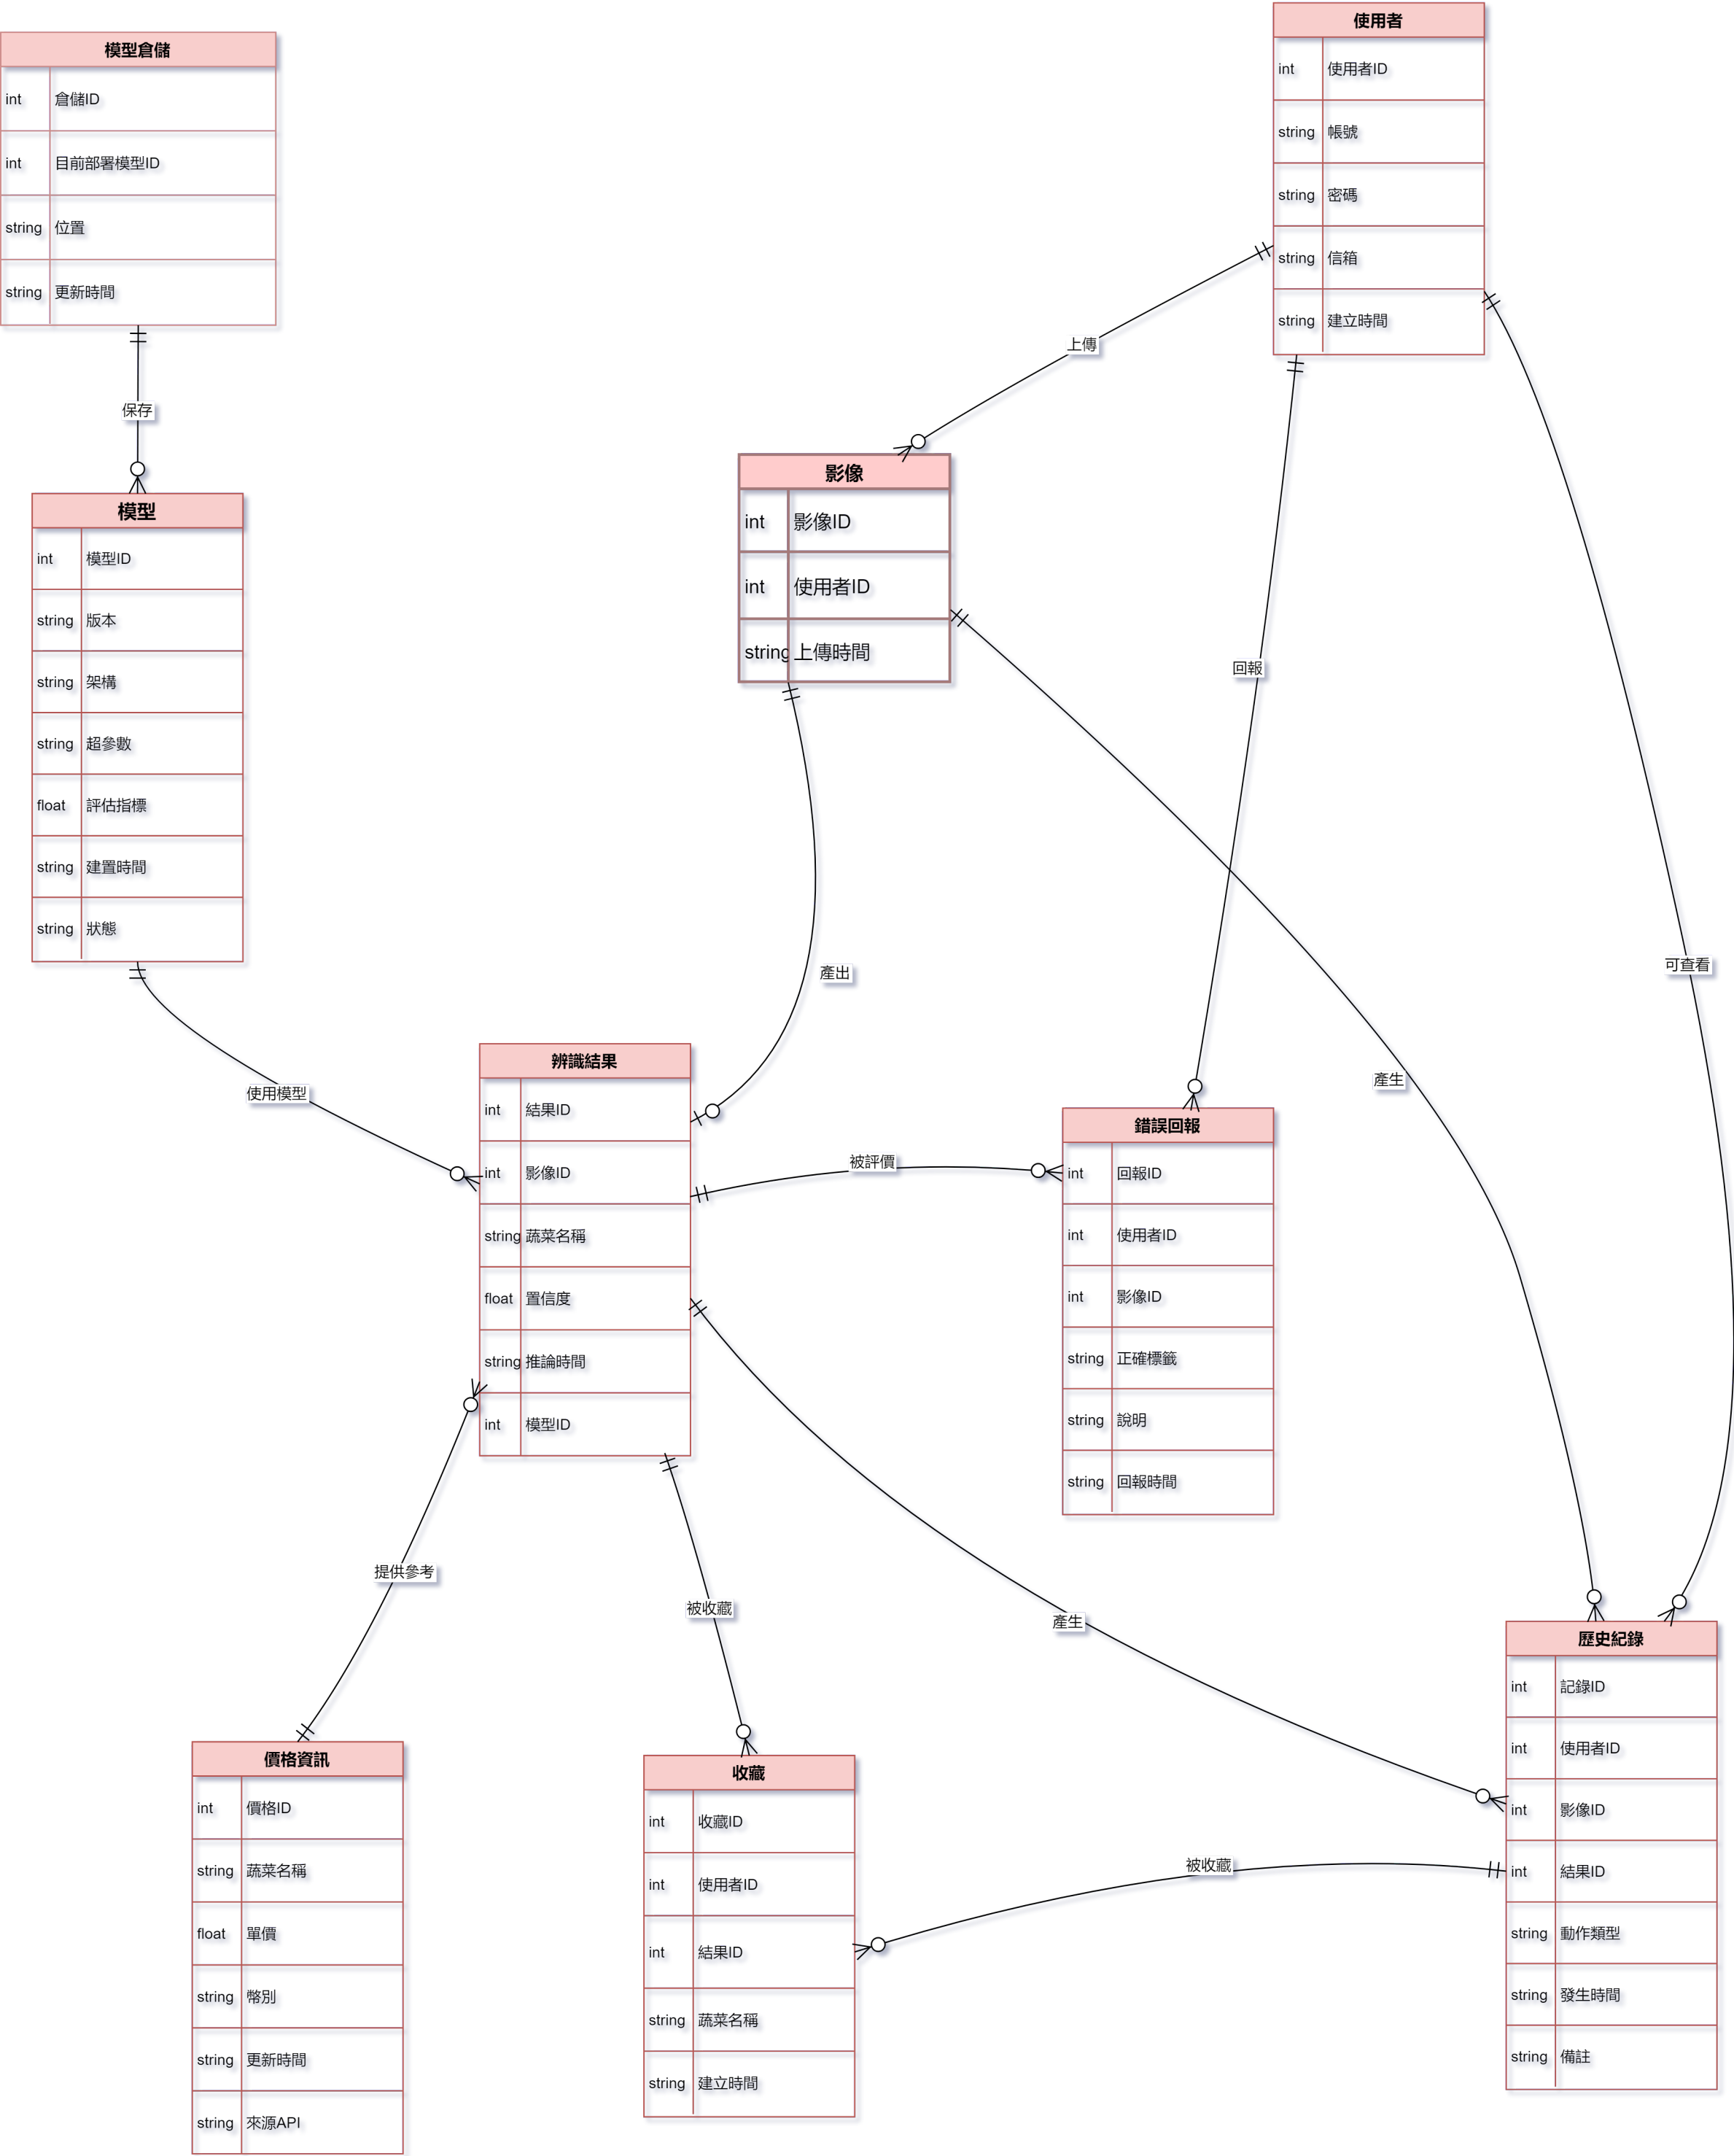 模型倉儲
int 倉儲ID
int 目前部署模型ID
string 位置
string 更新時間
使用者
int 使用者ID
string 帳號
string 密碼
string 信箱
string 建立時間
上傳
保存
影像
int 影像ID
int 使用者ID
string 上傳時間
模型
int 模型ID
string 版本
string 架構
string 超參數
float 評估指標
string 建置時間
string 狀態
回報
可查看
產出
產生
使用模型
辨識結果
int 結果ID
int 影像ID
string 蔬菜名稱
float 置信度
string 推論時間
int 模型ID
被評價
錯誤回報
int 回報ID
int 使用者ID
int 影像ID
string 正確標籤
string 說明
string 回報時間
提供參考
被收藏
產生
歷史紀錄
int 記錄ID
int 使用者ID
int 影像ID
int 結果ID
string 動作類型
string 發生時間
string 備註
價格資訊
int 價格ID
string 蔬菜名稱
float 單價
string 幣別
string 更新時間
string 來源API
收藏
int 收藏ID
int 使用者ID
int 結果ID
string 蔬菜名稱
string 建立時間
被收藏